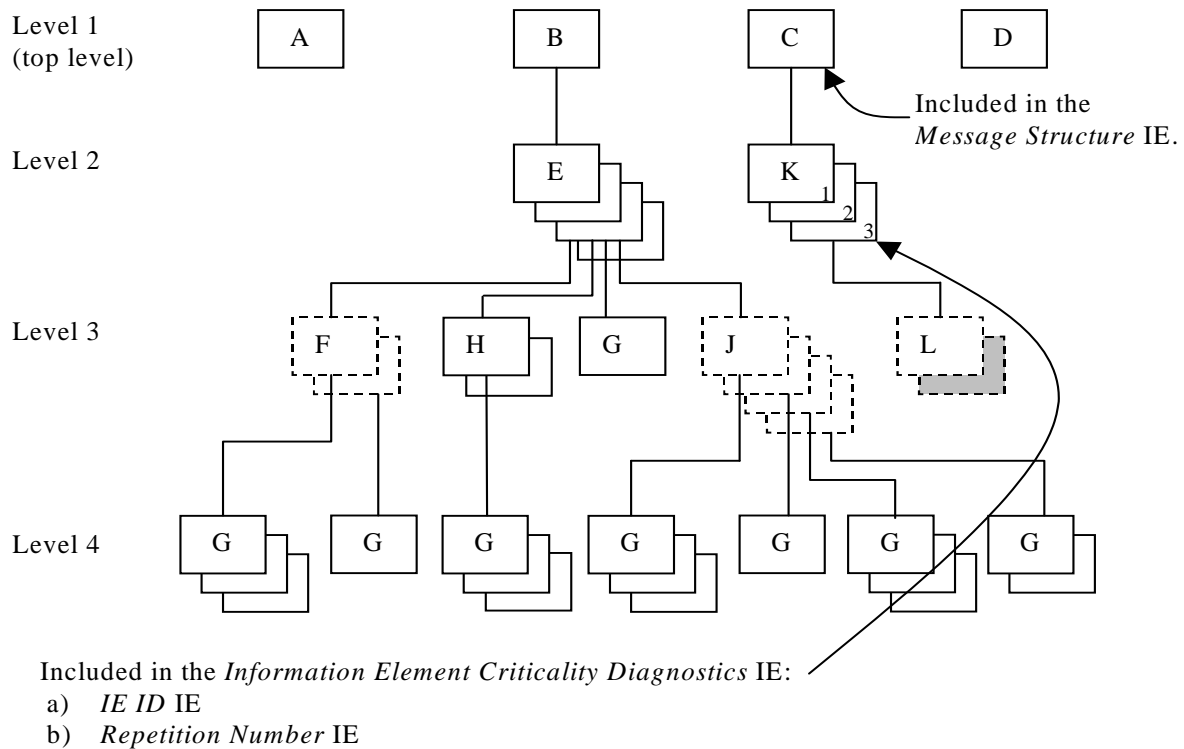 Level 1 A B C D
(top level)
Included in the
Message Structure IE.
Level 2 E K
1
2
3
Level 3 F H G J L
Level 4 G G G G G G G
Included in the Information Element Criticality Diagnostics IE:
a) IE ID IE
b) Repetition Number IE